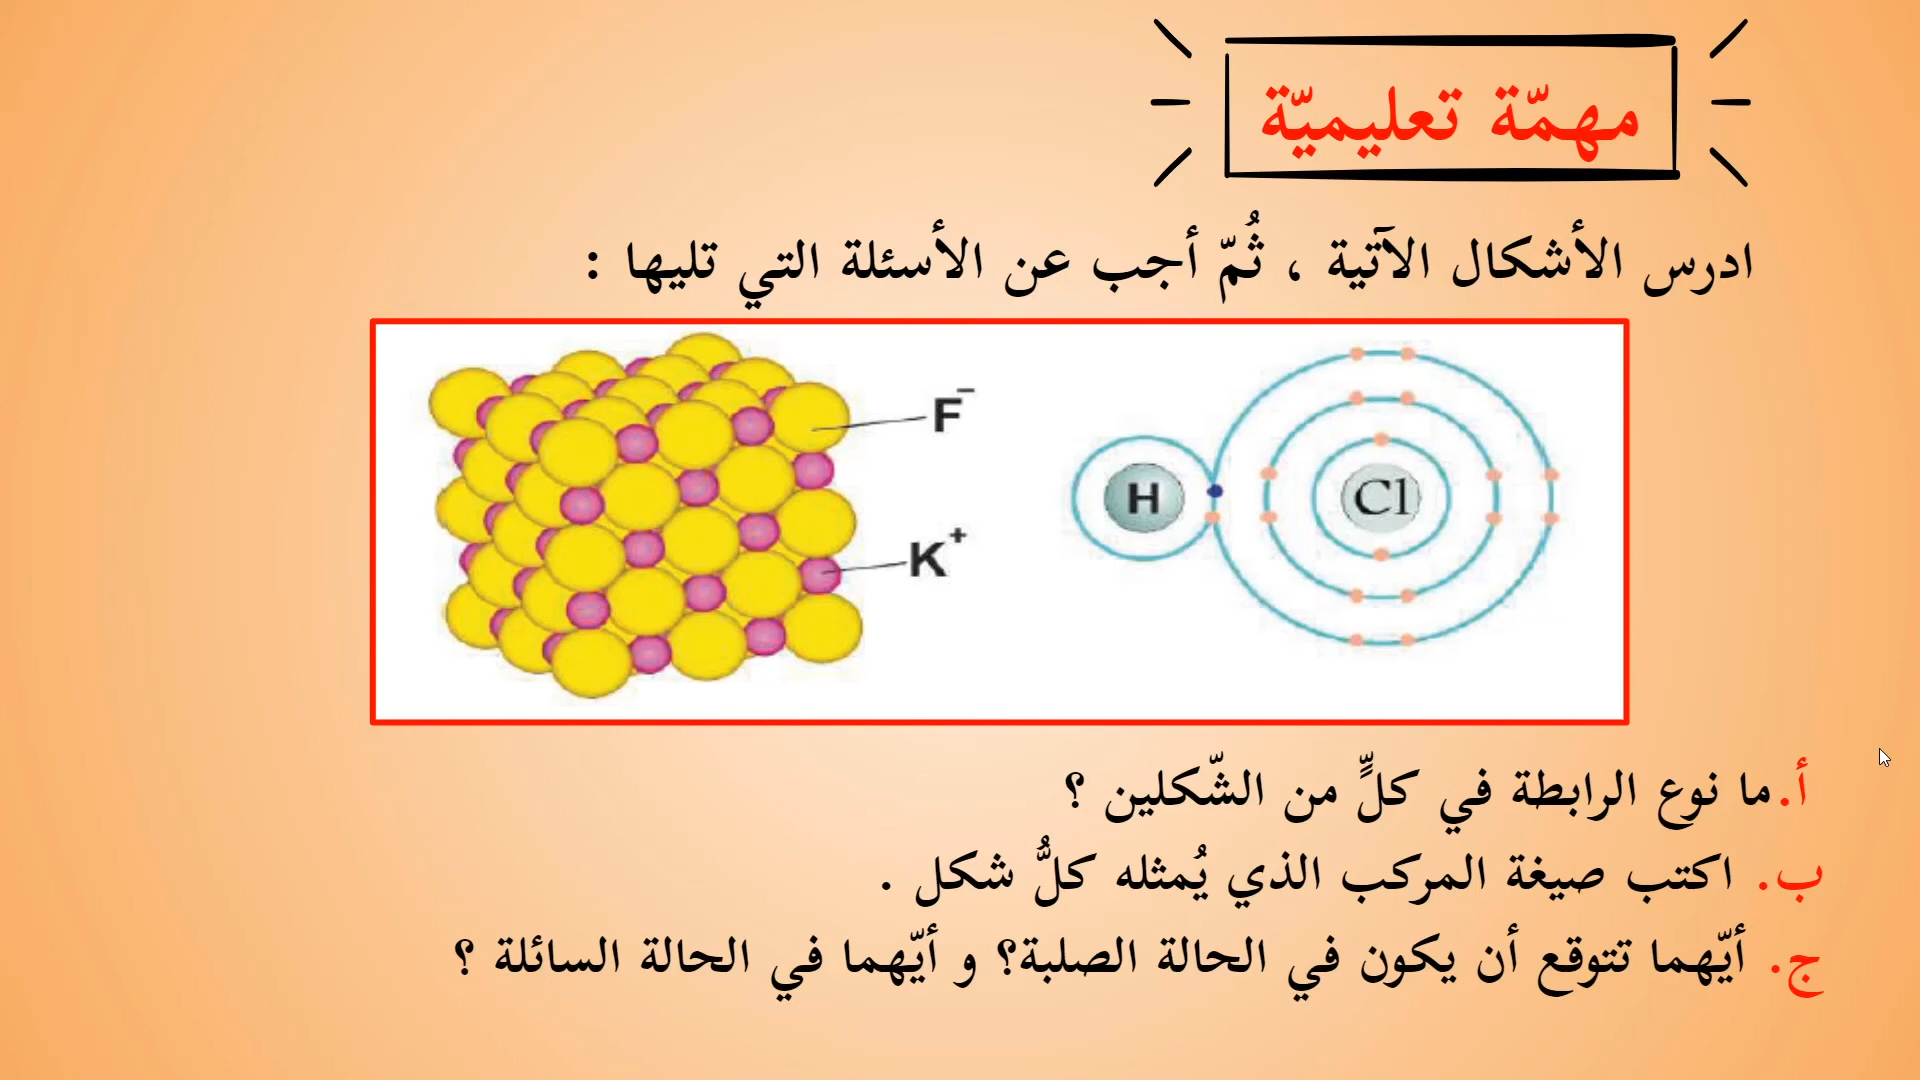 مهمّة تعليميّة
ادرس الأشكال الآتية ، ثُمّ أجب عن الأسئلة التي تليها :
F⁻
K⁺
H
Cl
أ.ما نوع الرابطة في كلٍّ من الشّكلين ؟
ب. اكتب صيغة المركب الذي يُمثله كلُّ شكل .
ج. أيّهما تتوقع أن يكون في الحالة الصلبة؟ و أيّهما في الحالة السائلة ؟